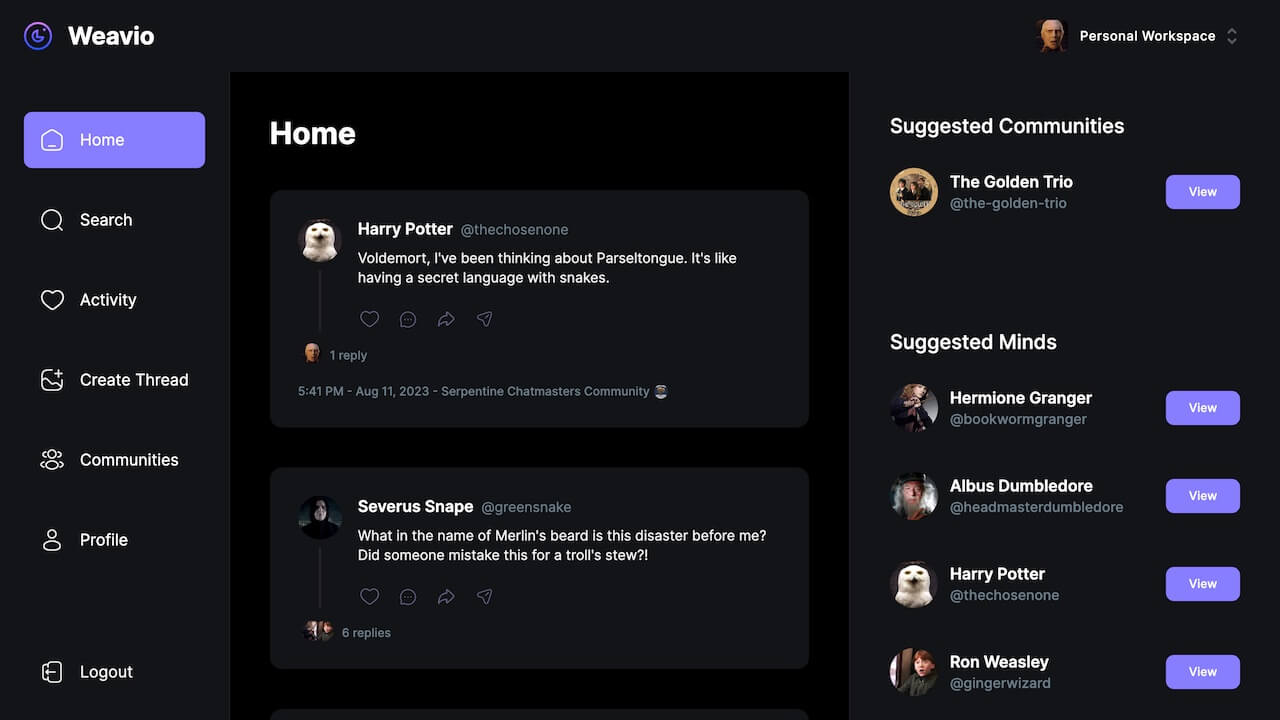 Weavio
Personal Workspace
Home
Search
Activity
Create Thread
Communities
Profile
Logout
Home
Harry Potter @thechosenone
Voldemort, I've been thinking about Parseltongue. It's like
having a secret language with snakes.
1 reply
5:41 PM - Aug 11, 2023 - Serpentine Chatmasters Community
Severus Snape @greensnake
What in the name of Merlin's beard is this disaster before me?
Did someone mistake this for a troll's stew?!
6 replies
Suggested Communities
The Golden Trio
@the-golden-trio
View
Suggested Minds
Hermione Granger
@bookwormgranger
View
Albus Dumbledore
@headmasterdumbledore
View
Harry Potter
@thechosenone
View
Ron Weasley
@gingerwizard
View